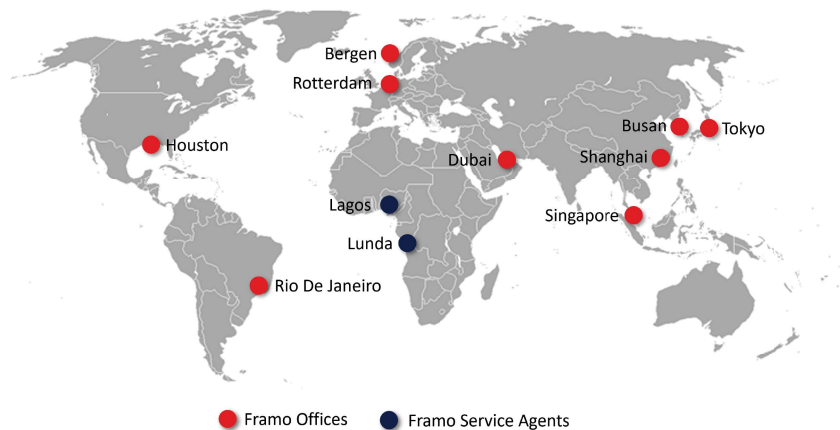 Bergen
Rotterdam
Houston
Busan
Tokyo
Dubai
Shanghai
Lagos
Singapore
Lunda
Rio De Janeiro
Framo Offices
Framo Service Agents